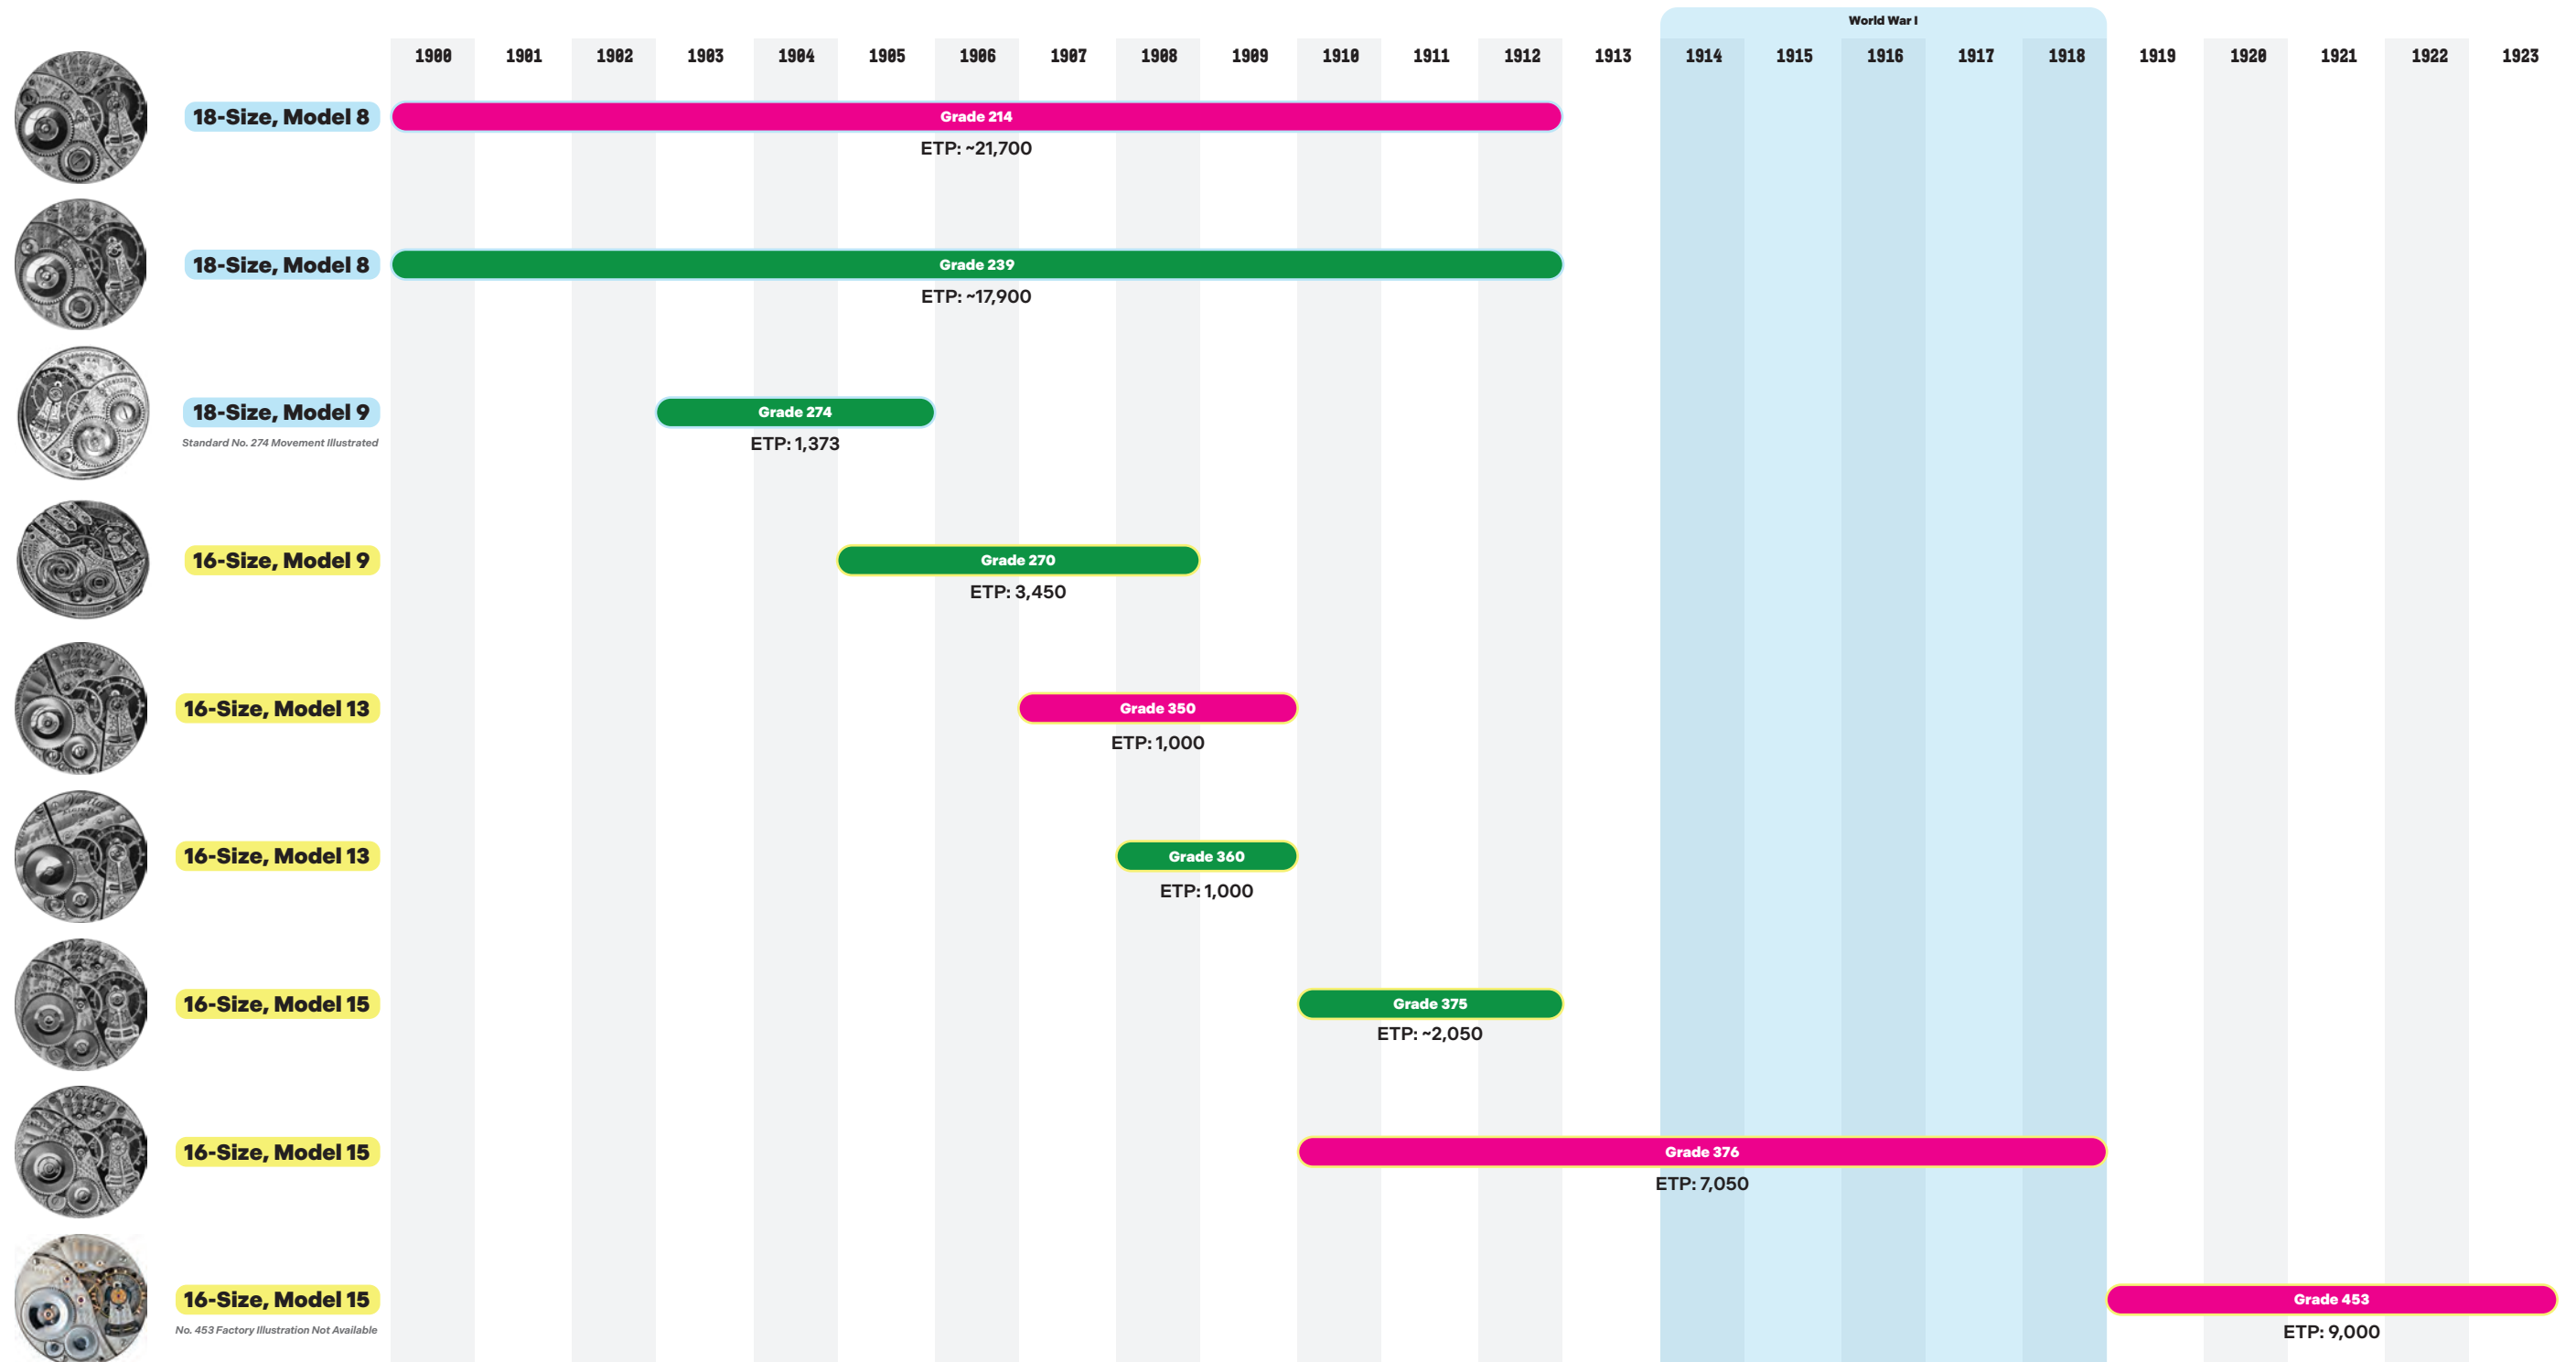 World War I
1900 1901 1902 1903 1904 1905 1906 1907 1908 1909 1910 1911 1912 1913 1914 1915 1916 1917 1918 1919 1920 1921 1922 1923
18-Size, Model 8
Grade 214
ETP: ~21,700
18-Size, Model 8
Grade 239
ETP: ~17,900
18-Size, Model 9
Standard No. 274 Movement Illustrated
Grade 274
ETP: 1,373
16-Size, Model 9
Grade 270
ETP: 3,450
16-Size, Model 13
Grade 350
ETP: 1,000
16-Size, Model 13
Grade 360
ETP: 1,000
16-Size, Model 15
Grade 375
ETP: ~2,050
16-Size, Model 15
Grade 376
ETP: 7,050
16-Size, Model 15
No. 453 Factory Illustration Not Available
Grade 453
ETP: 9,000